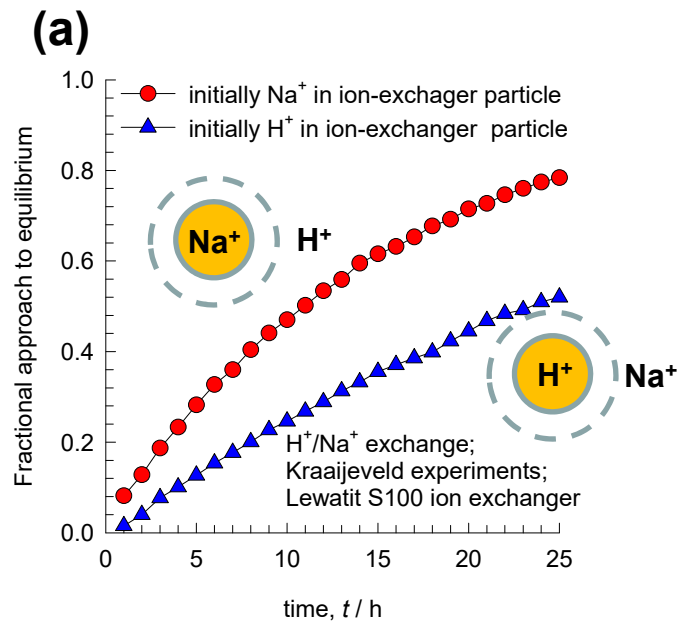 (a)
1.0
0.8
0.6
0.4
0.2
0.0
Fractional approach to equilibrium
initially Na⁺ in ion-exchager particle
initially H⁺ in ion-exchanger particle
Na⁺
H⁺
H⁺
Na⁺
H⁺/Na⁺ exchange;
Kraaijeveld experiments;
Lewatit S100 ion exchanger
0 5 10 15 20 25
time, t / h